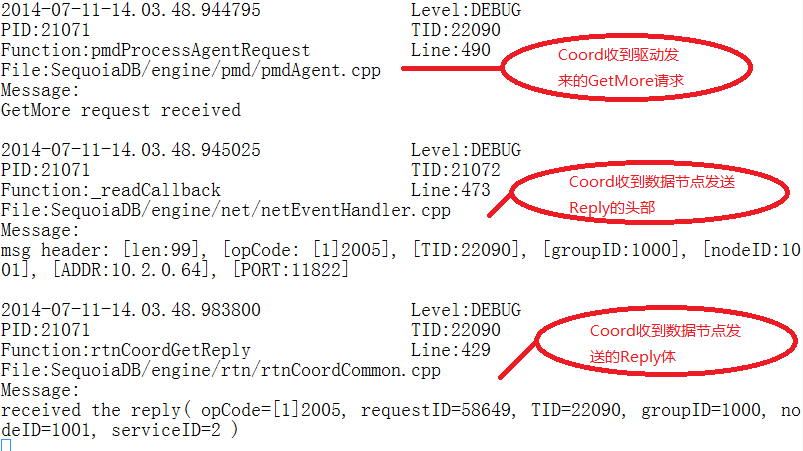 2014-07-11-14.03.48.944795 Level:DEBUG
PID:21071 TID:22090
Function:pmdProcessAgentRequest Line:490
File:SequoiaDB/engine/pmd/pmdAgent.cpp
Message:
GetMore request received
Coord收到驱动发
来的GetMore请求
2014-07-11-14.03.48.945025 Level:DEBUG
PID:21071 TID:21072
Function:_readCallback Line:473
File:SequoiaDB/engine/net/netEventHandler.cpp
Message:
msg header: [len:99], [opCode: [1]2005], [TID:22090], [groupID:1000], [nodeID:10
01], [ADDR:10.2.0.64], [PORT:11822]
Coord收到数据节点发送
Reply的头部
2014-07-11-14.03.48.983800 Level:DEBUG
PID:21071 TID:22090
Function:rtnCoordGetReply Line:429
File:SequoiaDB/engine/rtn/rtnCoordCommon.cpp
Message:
received the reply( opCode=[1]2005, requestID=58649, TID=22090, groupID=1000, no
deID=1001, serviceID=2 )
Coord收到数据节点发
送的Reply体